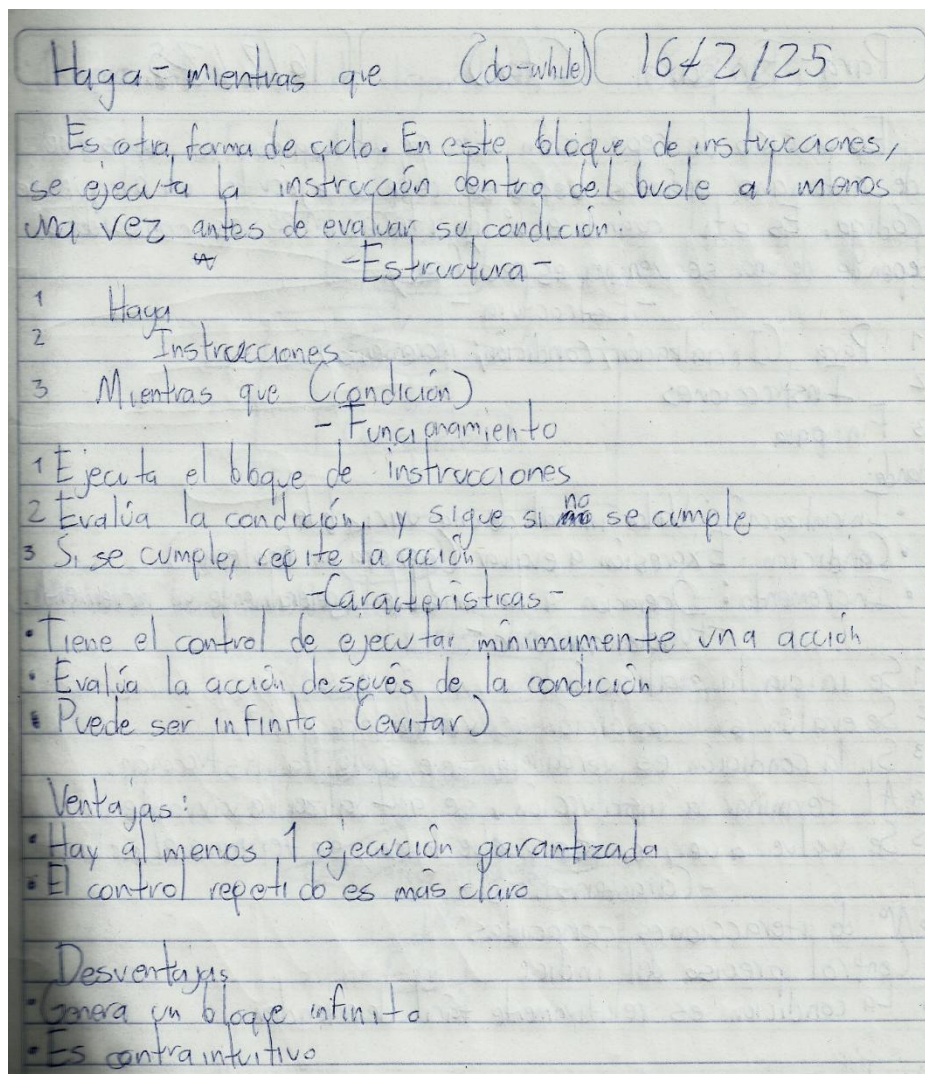 Haga-mientras que (do-while) 16/2/25
Es otra forma de ciclo. En este bloque de instrucciones,
se ejecuta la instrucción dentro del bucle al menos
una vez antes de evaluar su condición.
-Estructura-
1 Haga
2 Instrucciones
3 Mientras que (condición)
- Funcionamiento
1 Ejecuta el bloque de instrucciones
2 Evalúa la condición, y sigue si no se cumple
3 Si se cumple, repite la acción
-Características-
• Tiene el control de ejecutar mínimamente una acción
• Evalúa la acción después de la condición
• Puede ser infinito (evitar)
Ventajas:
• Hay al menos 1 ejecución garantizada
• El control repetido es más claro
Desventajas
• Genera un bloque infinito
• Es contraintuitivo